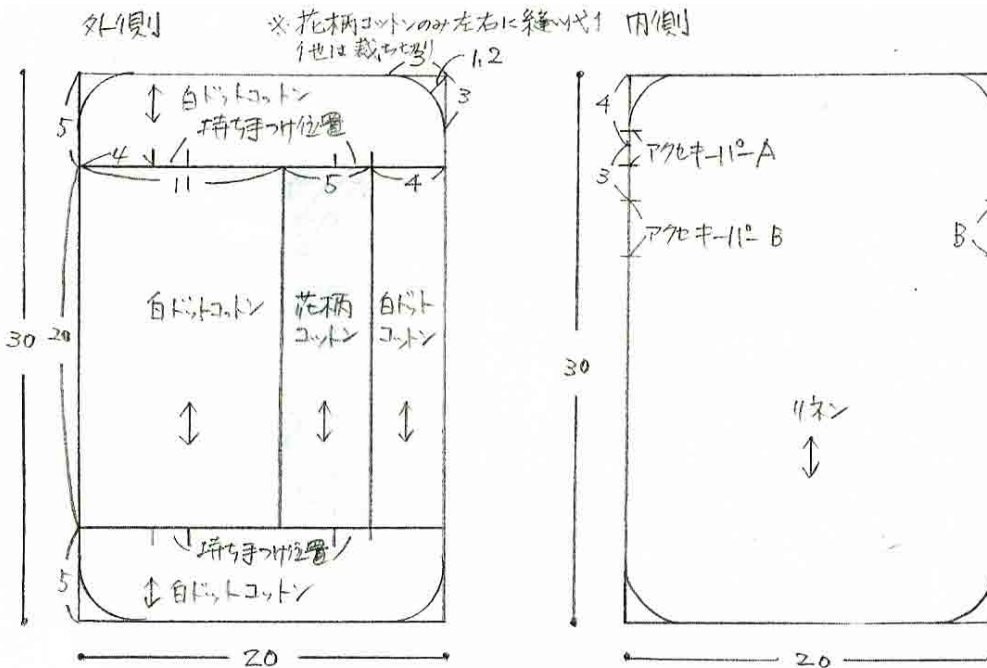 外側
※花柄コットンのみ左右に縫い代1
他は裁ち切り
3
1.2
3
5
白ドットコットン
持ち手つけ位置
4
11
5
4
白ドットコットン
花柄
コットン
白ドット
コットン
30
20
持ち手つけ位置
5
白ドットコットン
20
内側
4
アクセキーパーA
3
アクセキーパーB
B
30
リネン
20